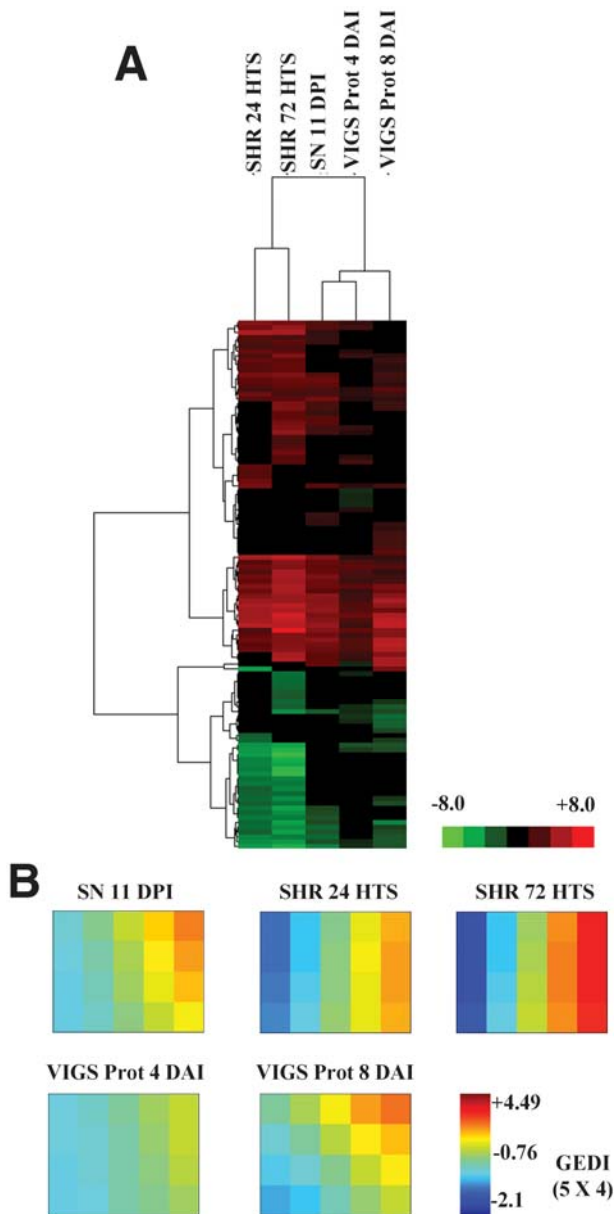 A
SHR 24 HTS
SHR 72 HTS
SN 11 DPI
VIGS Prot 4 DAI
VIGS Prot 8 DAI
-8.0 +8.0
B
SN 11 DPI SHR 24 HTS SHR 72 HTS
VIGS Prot 4 DAI VIGS Prot 8 DAI
+4.49
-0.76
-2.1
GEDI
(5 X 4)